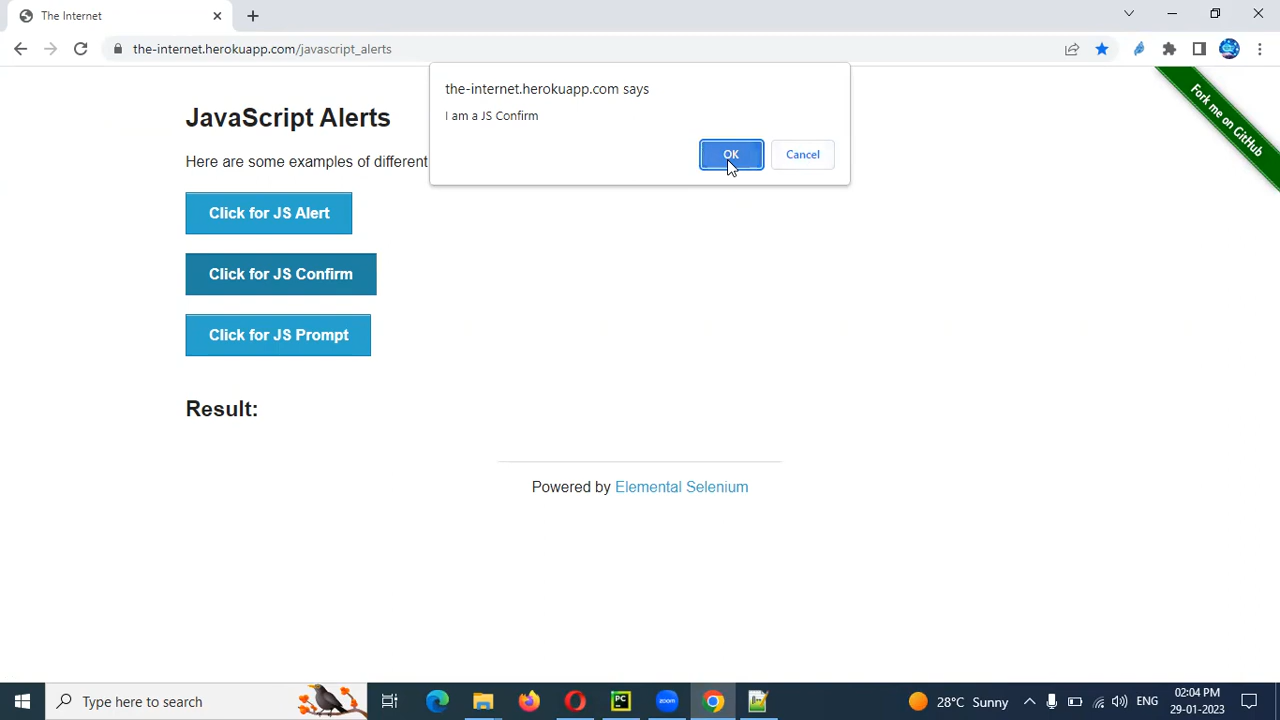 The Internet
the-internet.herokuapp.com/javascript_alerts
the-internet.herokuapp.com says
I am a JS Confirm
OK
Cancel
Fork me on GitHub
JavaScript Alerts
Here are some examples of different
Click for JS Alert
Click for JS Confirm
Click for JS Prompt
Result:
Powered by Elemental Selenium
Type here to search
PC
zoom
28°C Sunny
ENG
02:04 PM
29-01-2023